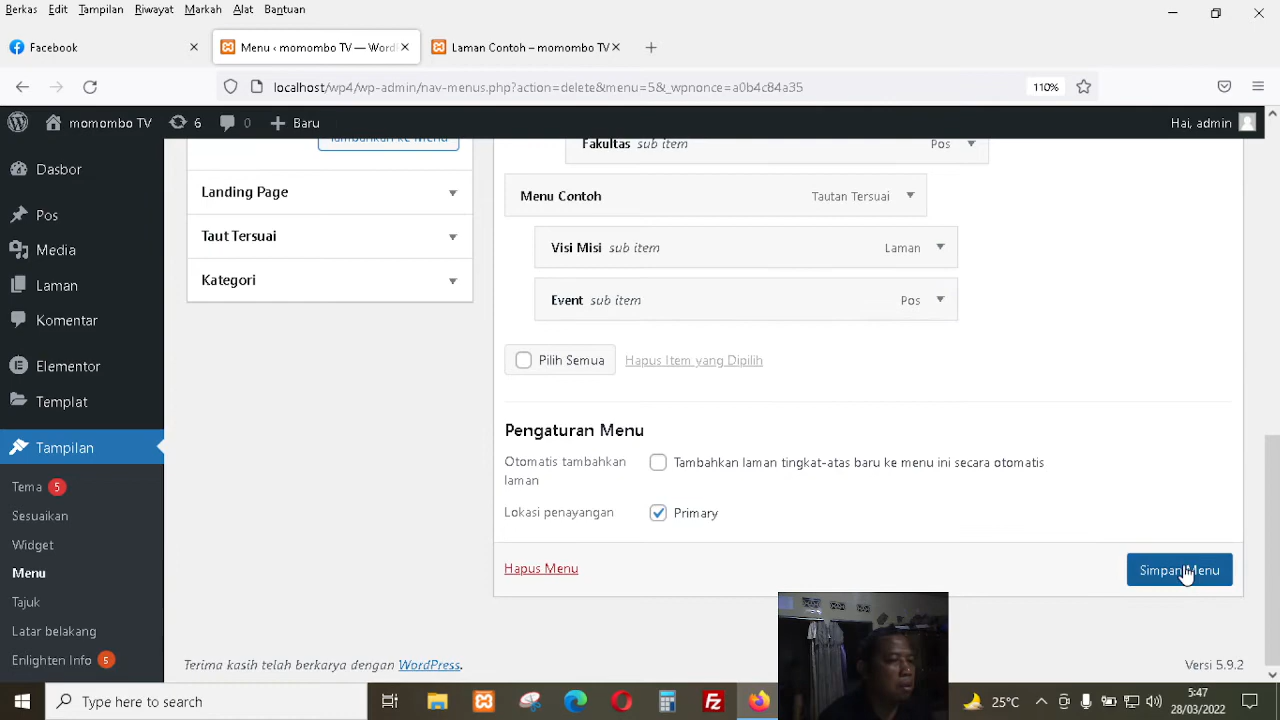 Berkas Edit Tampilan Riwayat Markah Alat Bantuan
Facebook
Menu ‹ momombo TV — WordP
Laman Contoh – momombo TV
localhost/wp4/wp-admin/nav-menus.php?action=delete&menu=5&_wpnonce=a0b4c84a35
110%
momombo TV
6
0
Baru
Hai, admin
Dasbor
Pos
Media
Laman
Komentar
Elementor
Templat
Tampilan
Tema 5
Sesuaikan
Widget
Menu
Tajuk
Latar belakang
Enlighten Info 5
Tambahkan ke Menu
Landing Page
Taut Tersuai
Kategori
Fakultas sub item Pos
Menu Contoh Tautan Tersuai
Visi Misi sub item Laman
Event sub item Pos
Pilih Semua Hapus Item yang Dipilih
Pengaturan Menu
Otomatis tambahkan laman
Tambahkan laman tingkat-atas baru ke menu ini secara otomatis
Lokasi penayangan
Primary
Hapus Menu
Simpan Menu
Terima kasih telah berkarya dengan WordPress.
Versi 5.9.2
Type here to search
25°C
5:47
28/03/2022